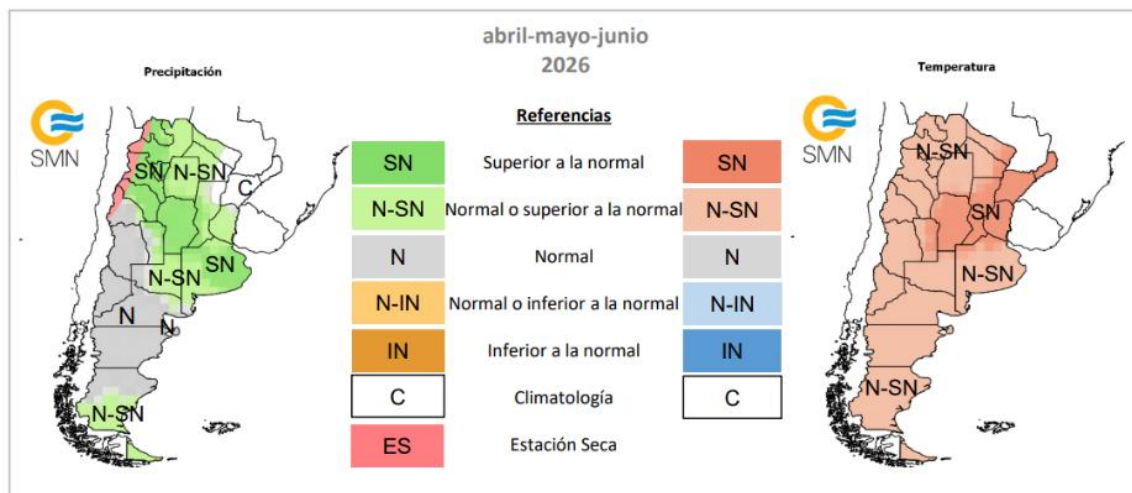 abril-mayo-junio
2026
Precipitación
Temperatura
SMN
SMN
Referencias
SN Superior a la normal SN
N-SN Normal o superior a la normal N-SN
N Normal N
N-IN Normal o inferior a la normal N-IN
IN Inferior a la normal IN
C Climatología C
ES Estación Seca
SN
N-SN
C
SN
N-SN
N
N
N-SN
N-SN
SN
N-SN
N-SN